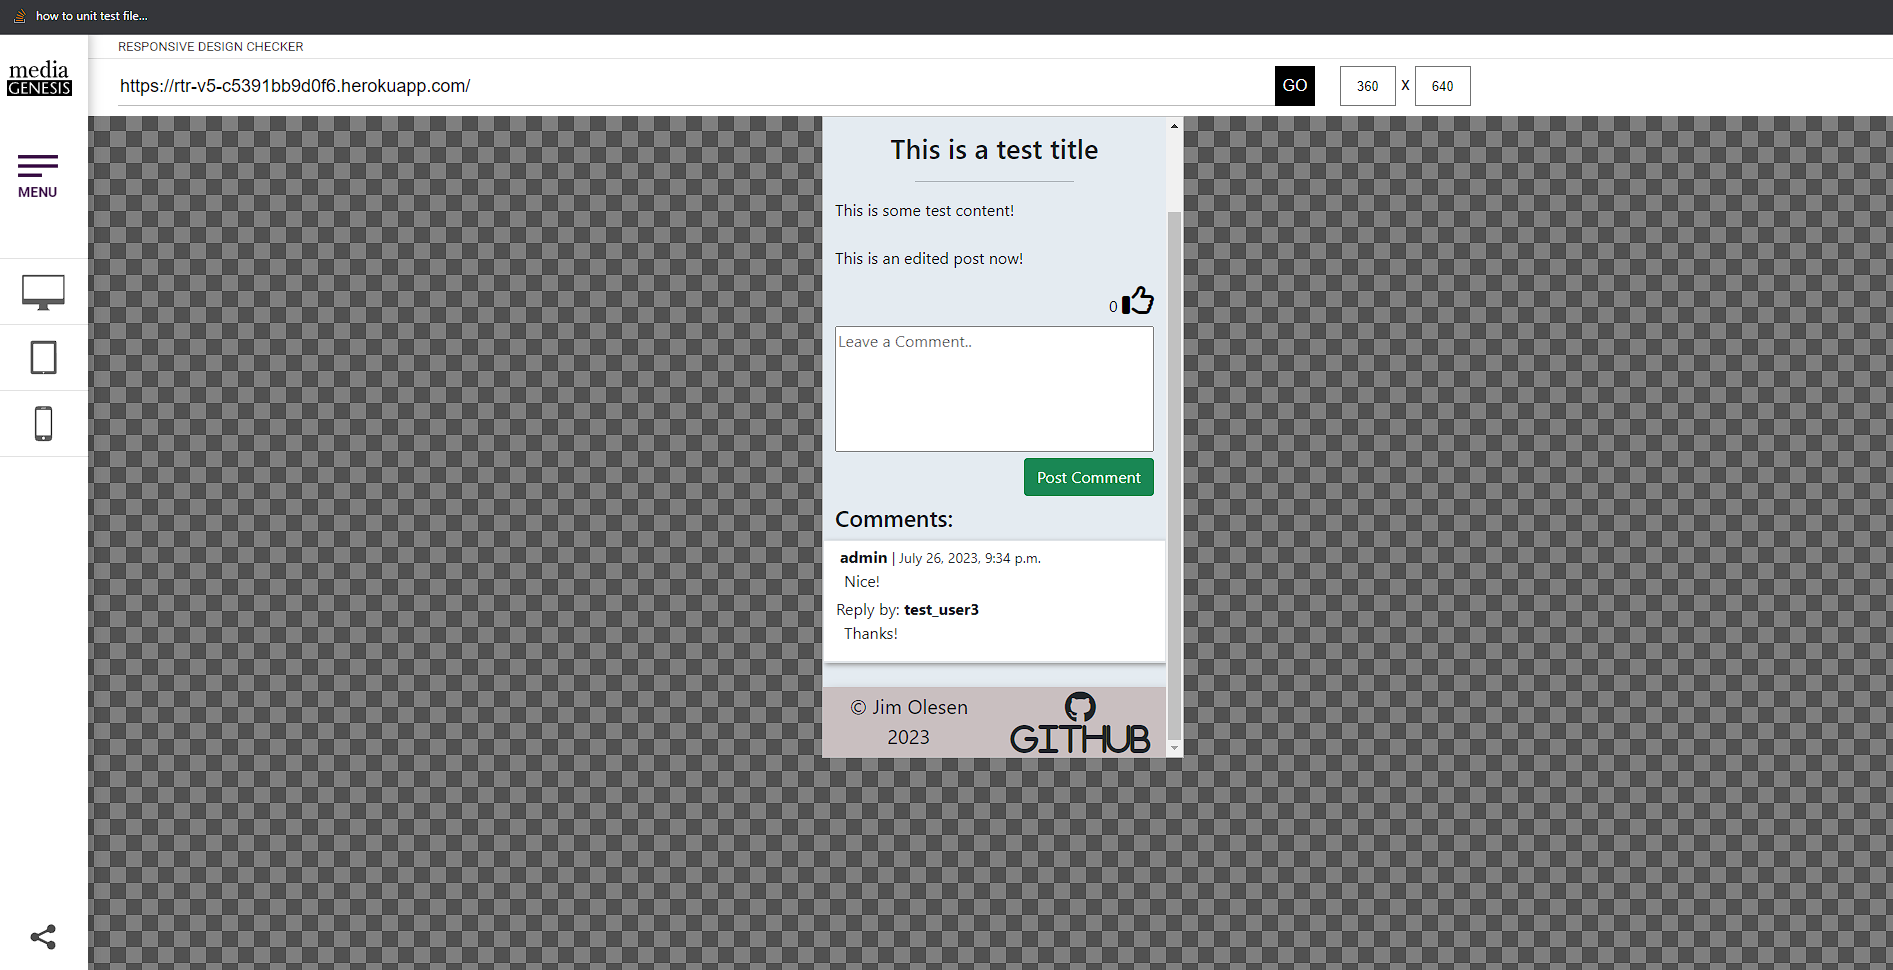 how to unit test file...
RESPONSIVE DESIGN CHECKER
media
GENESIS
https://rtr-v5-c5391bb9d0f6.herokuapp.com/
GO
360 X 640
MENU
This is a test title
This is some test content!
This is an edited post now!
0
Leave a Comment..
Post Comment
Comments:
admin | July 26, 2023, 9:34 p.m.
Nice!
Reply by: test_user3
Thanks!
© Jim Olesen
2023
GITHUB